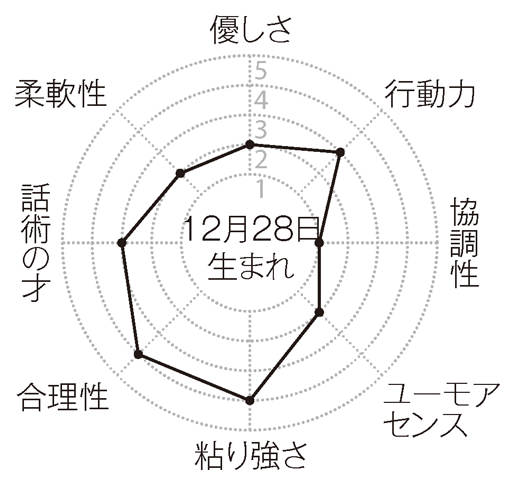 優しさ
行動力
協調性
ユーモア
センス
粘り強さ
合理性
話術の才
柔軟性
5
4
3
2
1
12月28日
生まれ